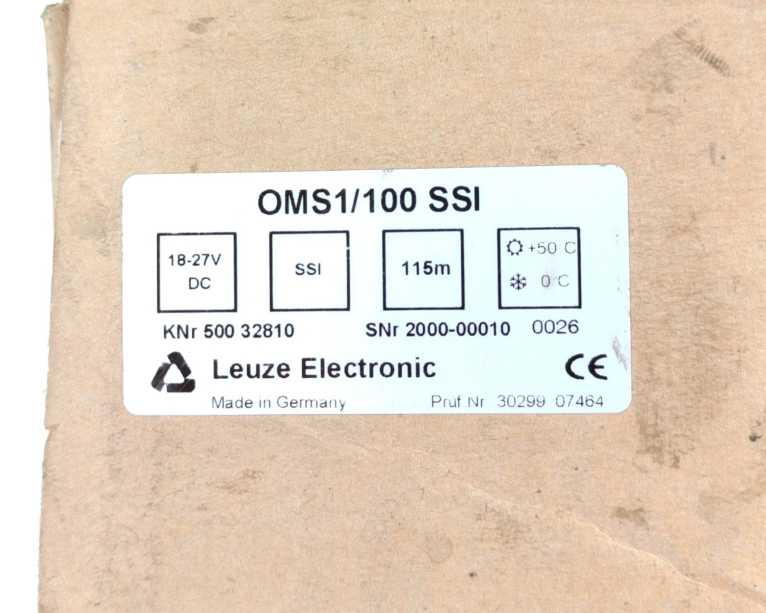 OMS1/100 SSI
18-27V
DC
SSI
115m
+50 C
0°C
KNr 500 32810 SNr 2000-00010 0026
Leuze Electronic CE
Made in Germany Pruf Nr 30299 07464